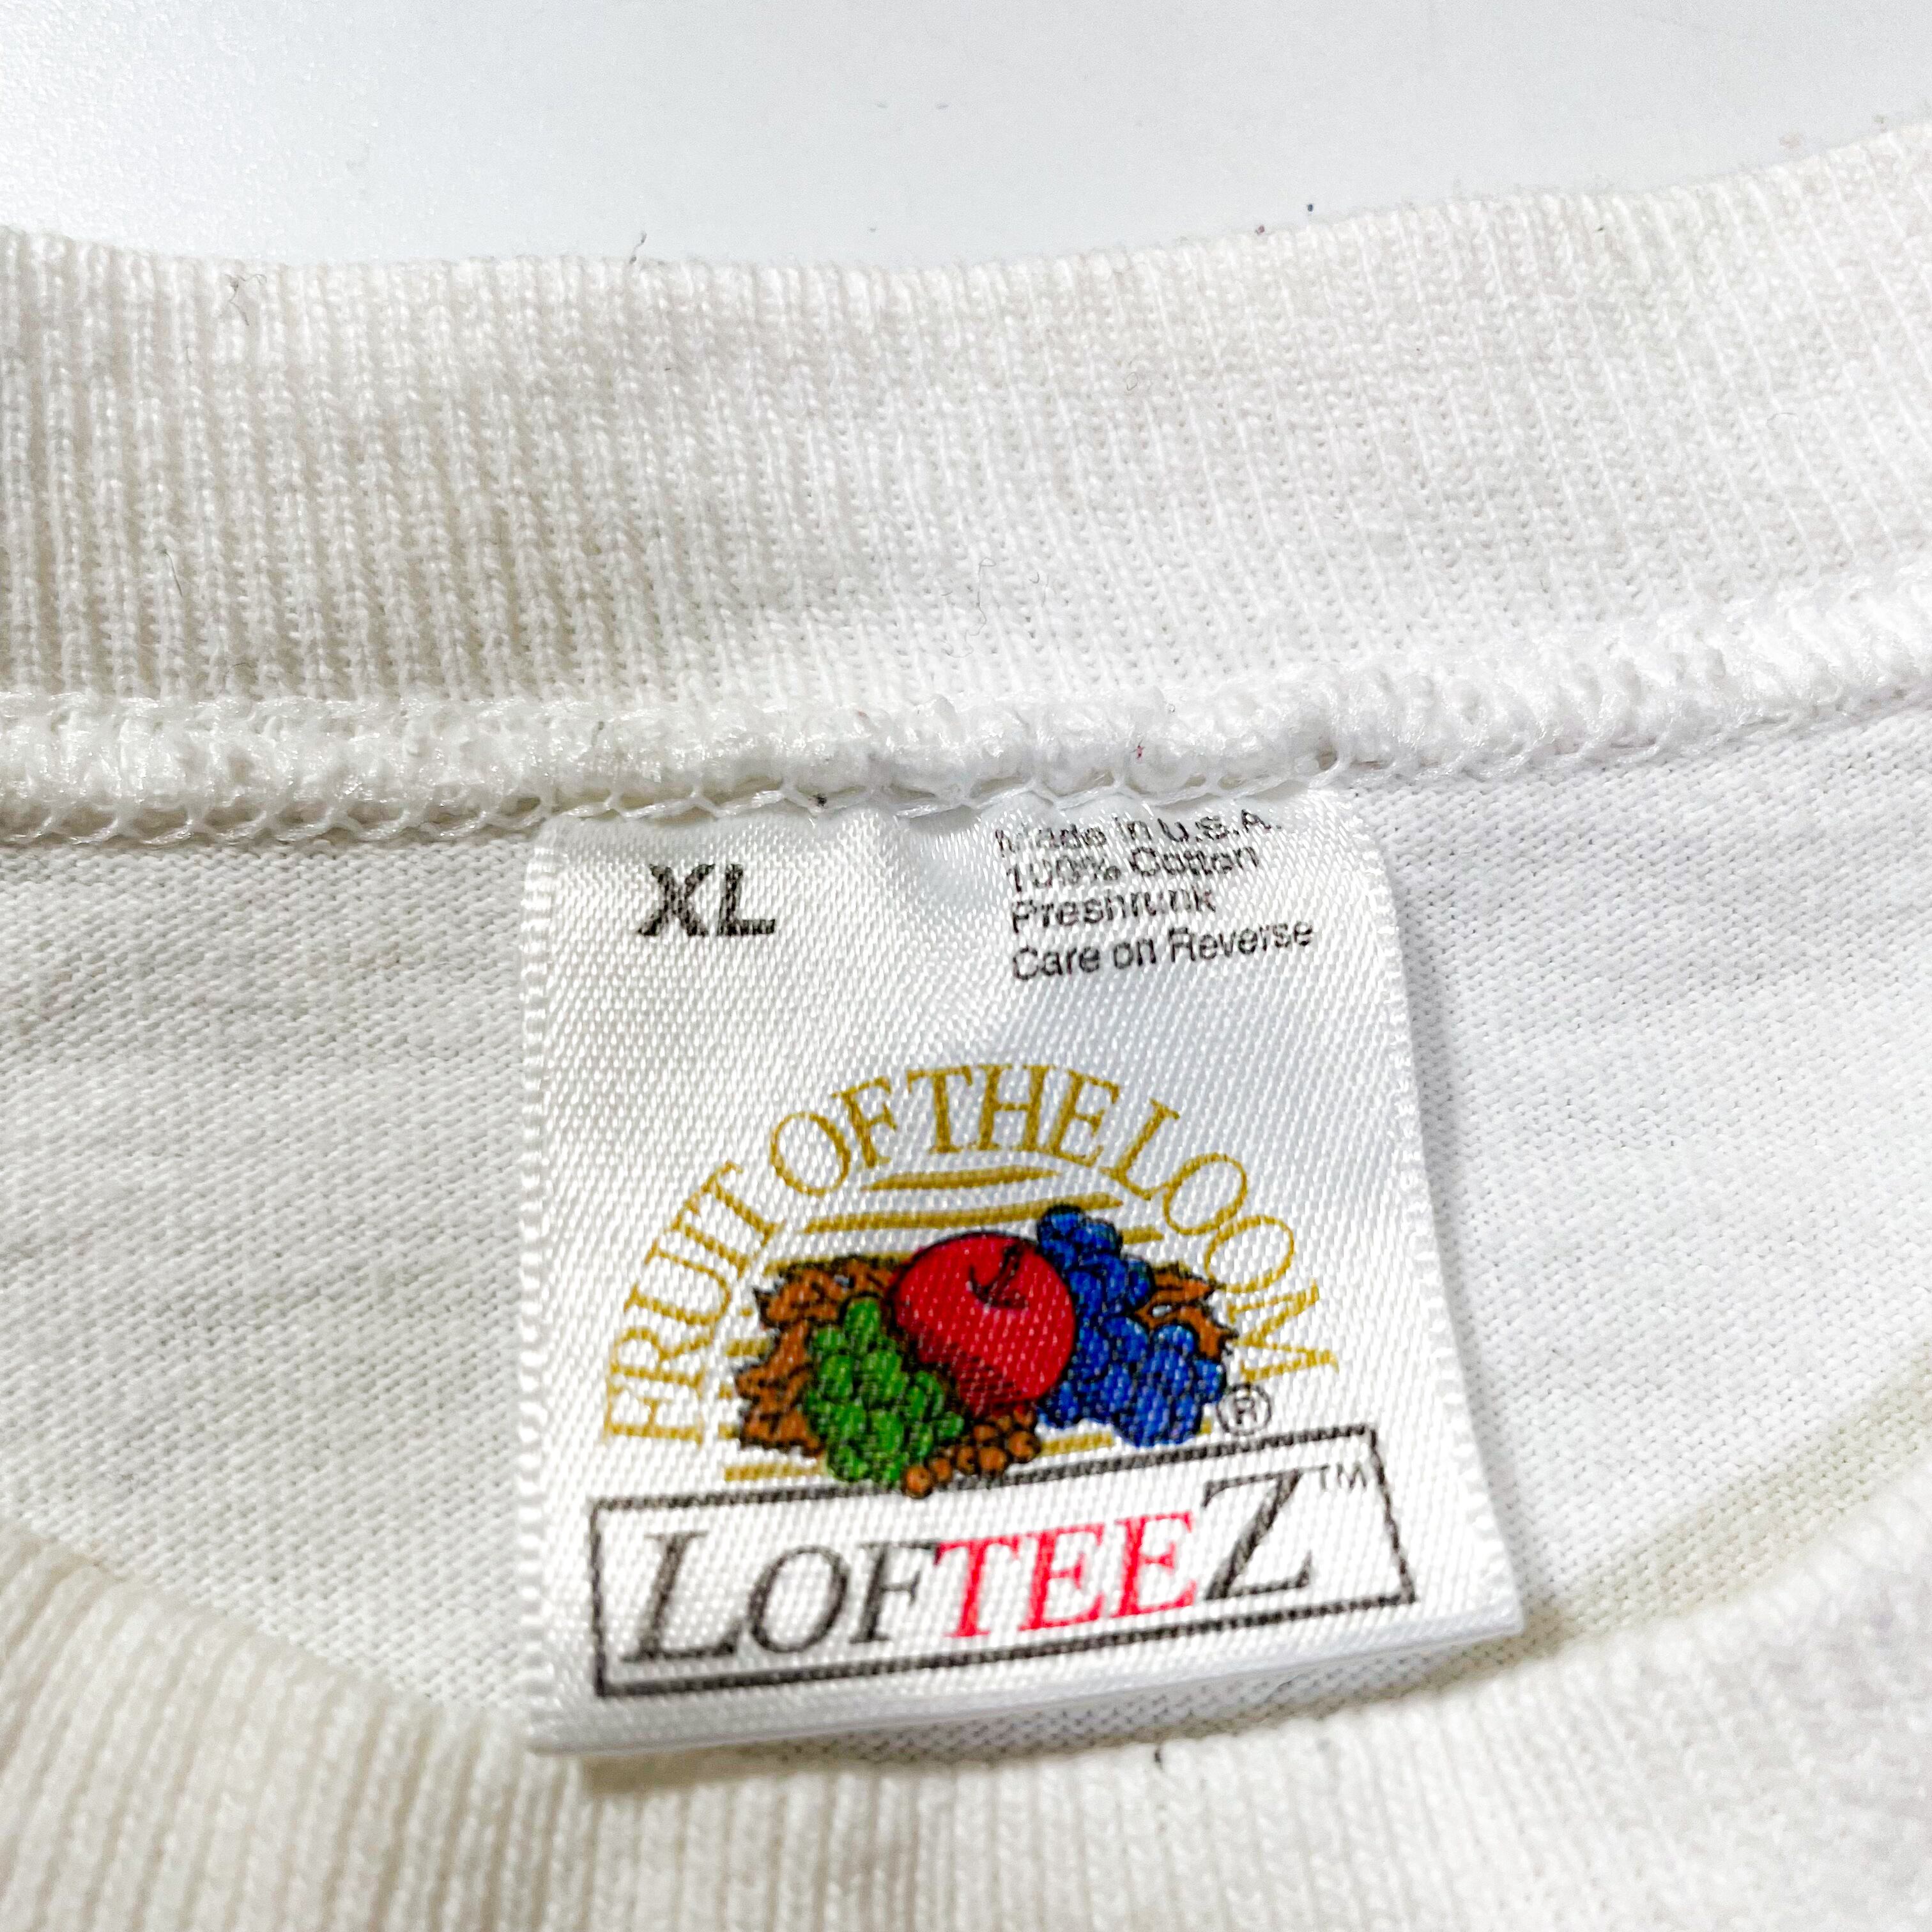 XL
Made in U.S.A.
100% Cotton
Preshrunk
Care on Reverse
FRUIT OF THE LOOM
®
LOFTEEZ™